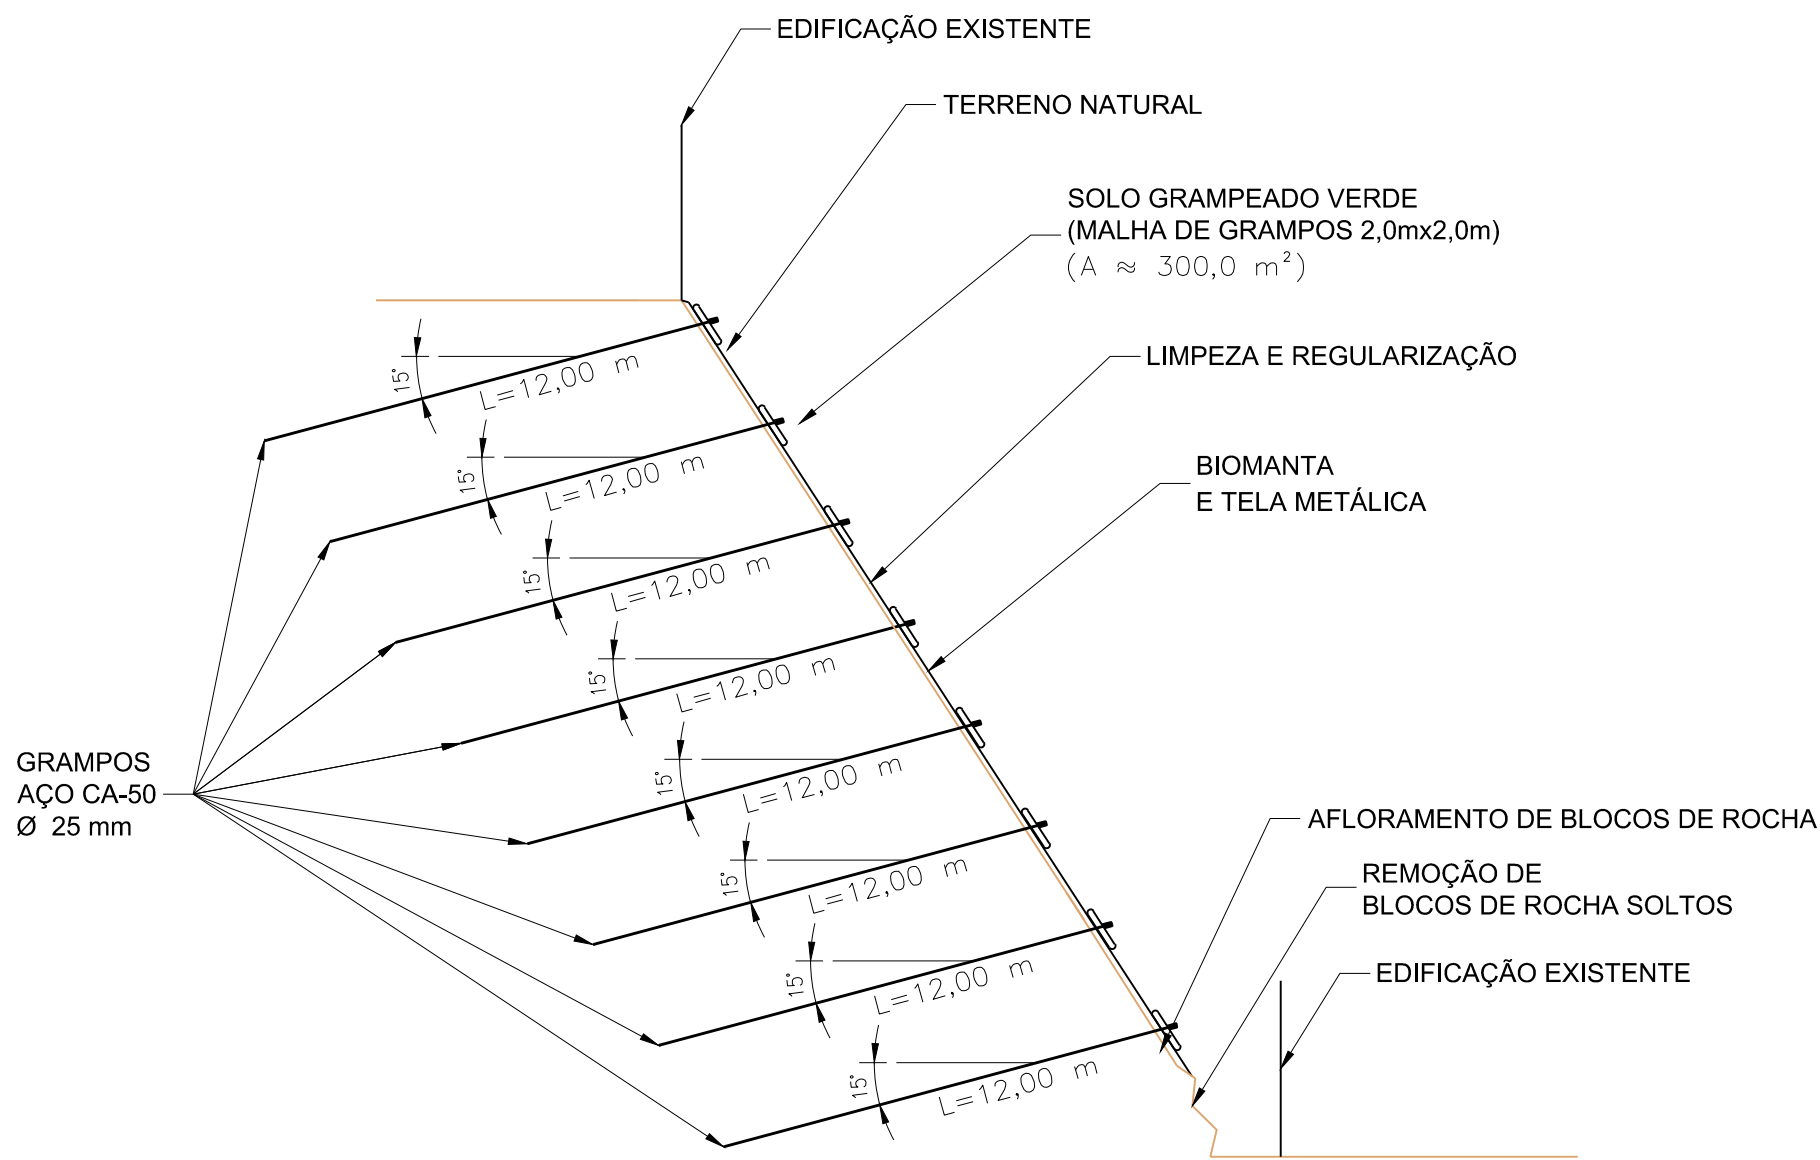 EDIFICAÇÃO EXISTENTE
TERRENO NATURAL
SOLO GRAMPEADO VERDE
(MALHA DE GRAMPOS 2,0mx2,0m)
(A ≈ 300,0 m²)
LIMPEZA E REGULARIZAÇÃO
15°
L=12,00 m
15°
L=12,00 m
BIOMANTA
E TELA METÁLICA
15°
L=12,00 m
15°
L=12,00 m
GRAMPOS
AÇO CA-50
Ø 25 mm
15°
L=12,00 m
AFLORAMENTO DE BLOCOS DE ROCHA
15°
L=12,00 m
REMOÇÃO DE
BLOCOS DE ROCHA SOLTOS
15°
L=12,00 m
EDIFICAÇÃO EXISTENTE
15°
L=12,00 m